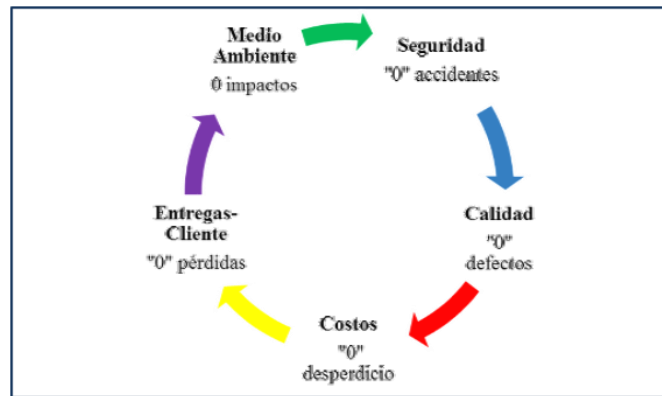 Medio
Ambiente
0 impactos
Seguridad
"0" accidentes
Calidad
"0"
defectos
Costos
"0"
desperdicio
Entregas-
Cliente
"0" pérdidas